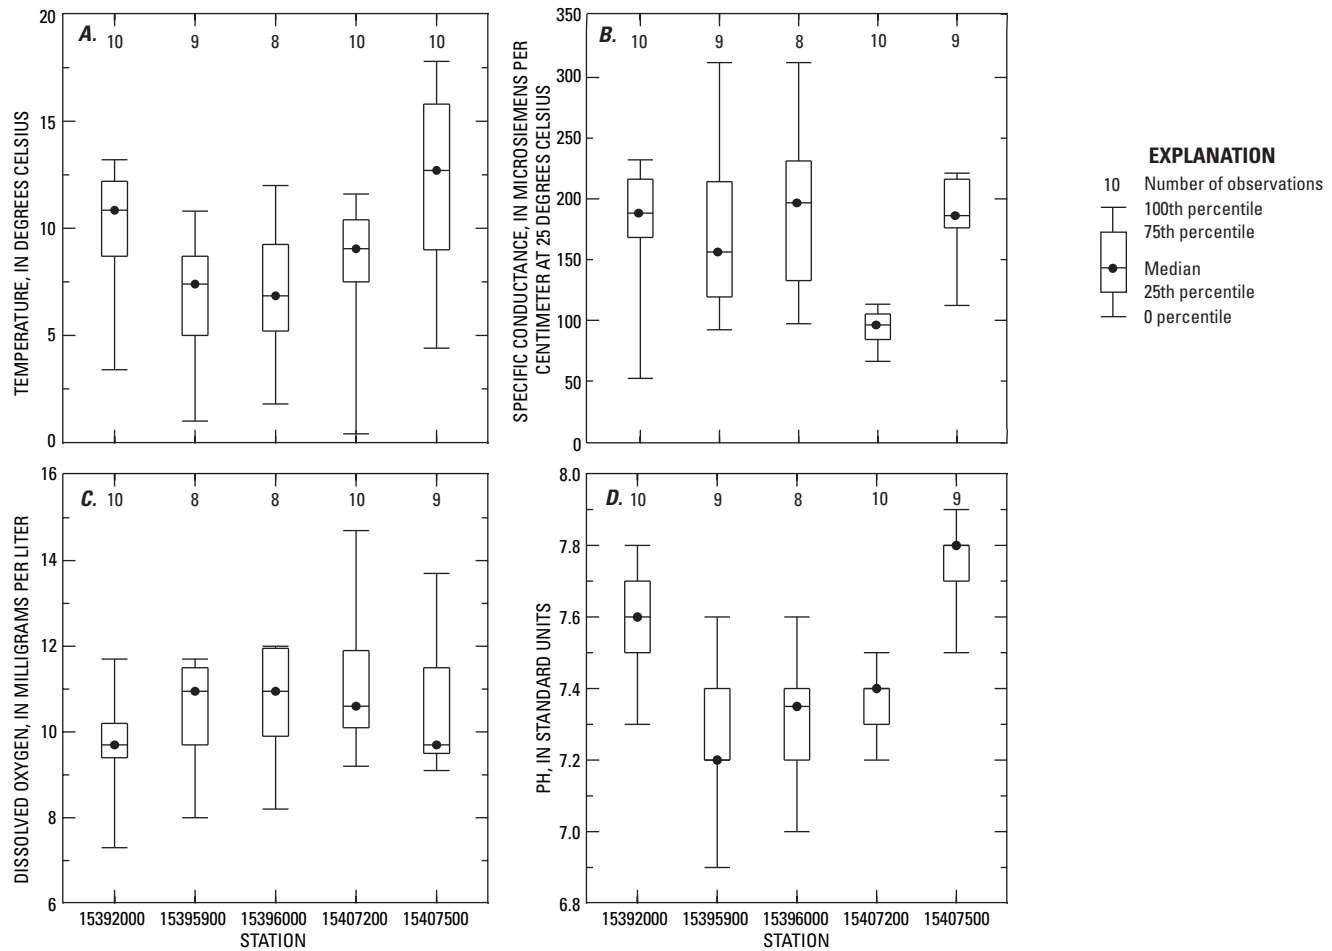 TEMPERATURE, IN DEGREES CELSIUS
20
15
10
5
0
A.
10 9 8 10 10
SPECIFIC CONDUCTANCE, IN MICROSIEMENS PER
CENTIMETER AT 25 DEGREES CELSIUS
350
300
250
200
150
100
50
0
B.
10 9 8 10 9
EXPLANATION
10 Number of observations
100th percentile
75th percentile
Median
25th percentile
0 percentile
DISSOLVED OXYGEN, IN MILLIGRAMS PER LITER
16
14
12
10
8
6
C.
10 8 8 10 9
15392000 15395900 15396000 15407200 15407500
STATION
PH, IN STANDARD UNITS
8.0
7.8
7.6
7.4
7.2
7.0
6.8
D.
10 9 8 10 9
15392000 15395900 15396000 15407200 15407500
STATION